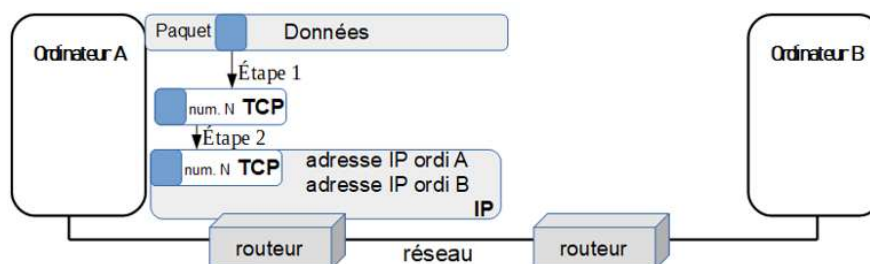 Ordinateur A
Paquet Données
Ordinateur B
Étape 1
num. N TCP
Étape 2
num. N TCP
adresse IP ordi A
adresse IP ordi B
IP
routeur
réseau
routeur